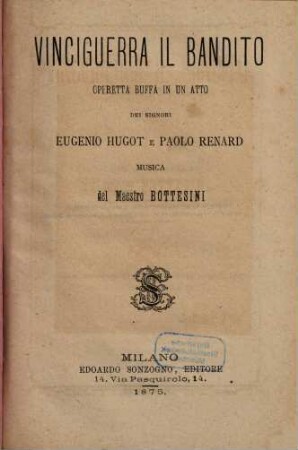 VINCIGUERRA IL BANDITO
OPERETTA BUFFA IN UN ATTO
DEI SIGNORI
EUGENIO HUGOT E PAOLO RENARD
MUSICA
del Maestro BOTTESINI
MILANO
EDOARDO SONZOGNO, EDITORE
14. Via Pasquirolo, 14.
1875.